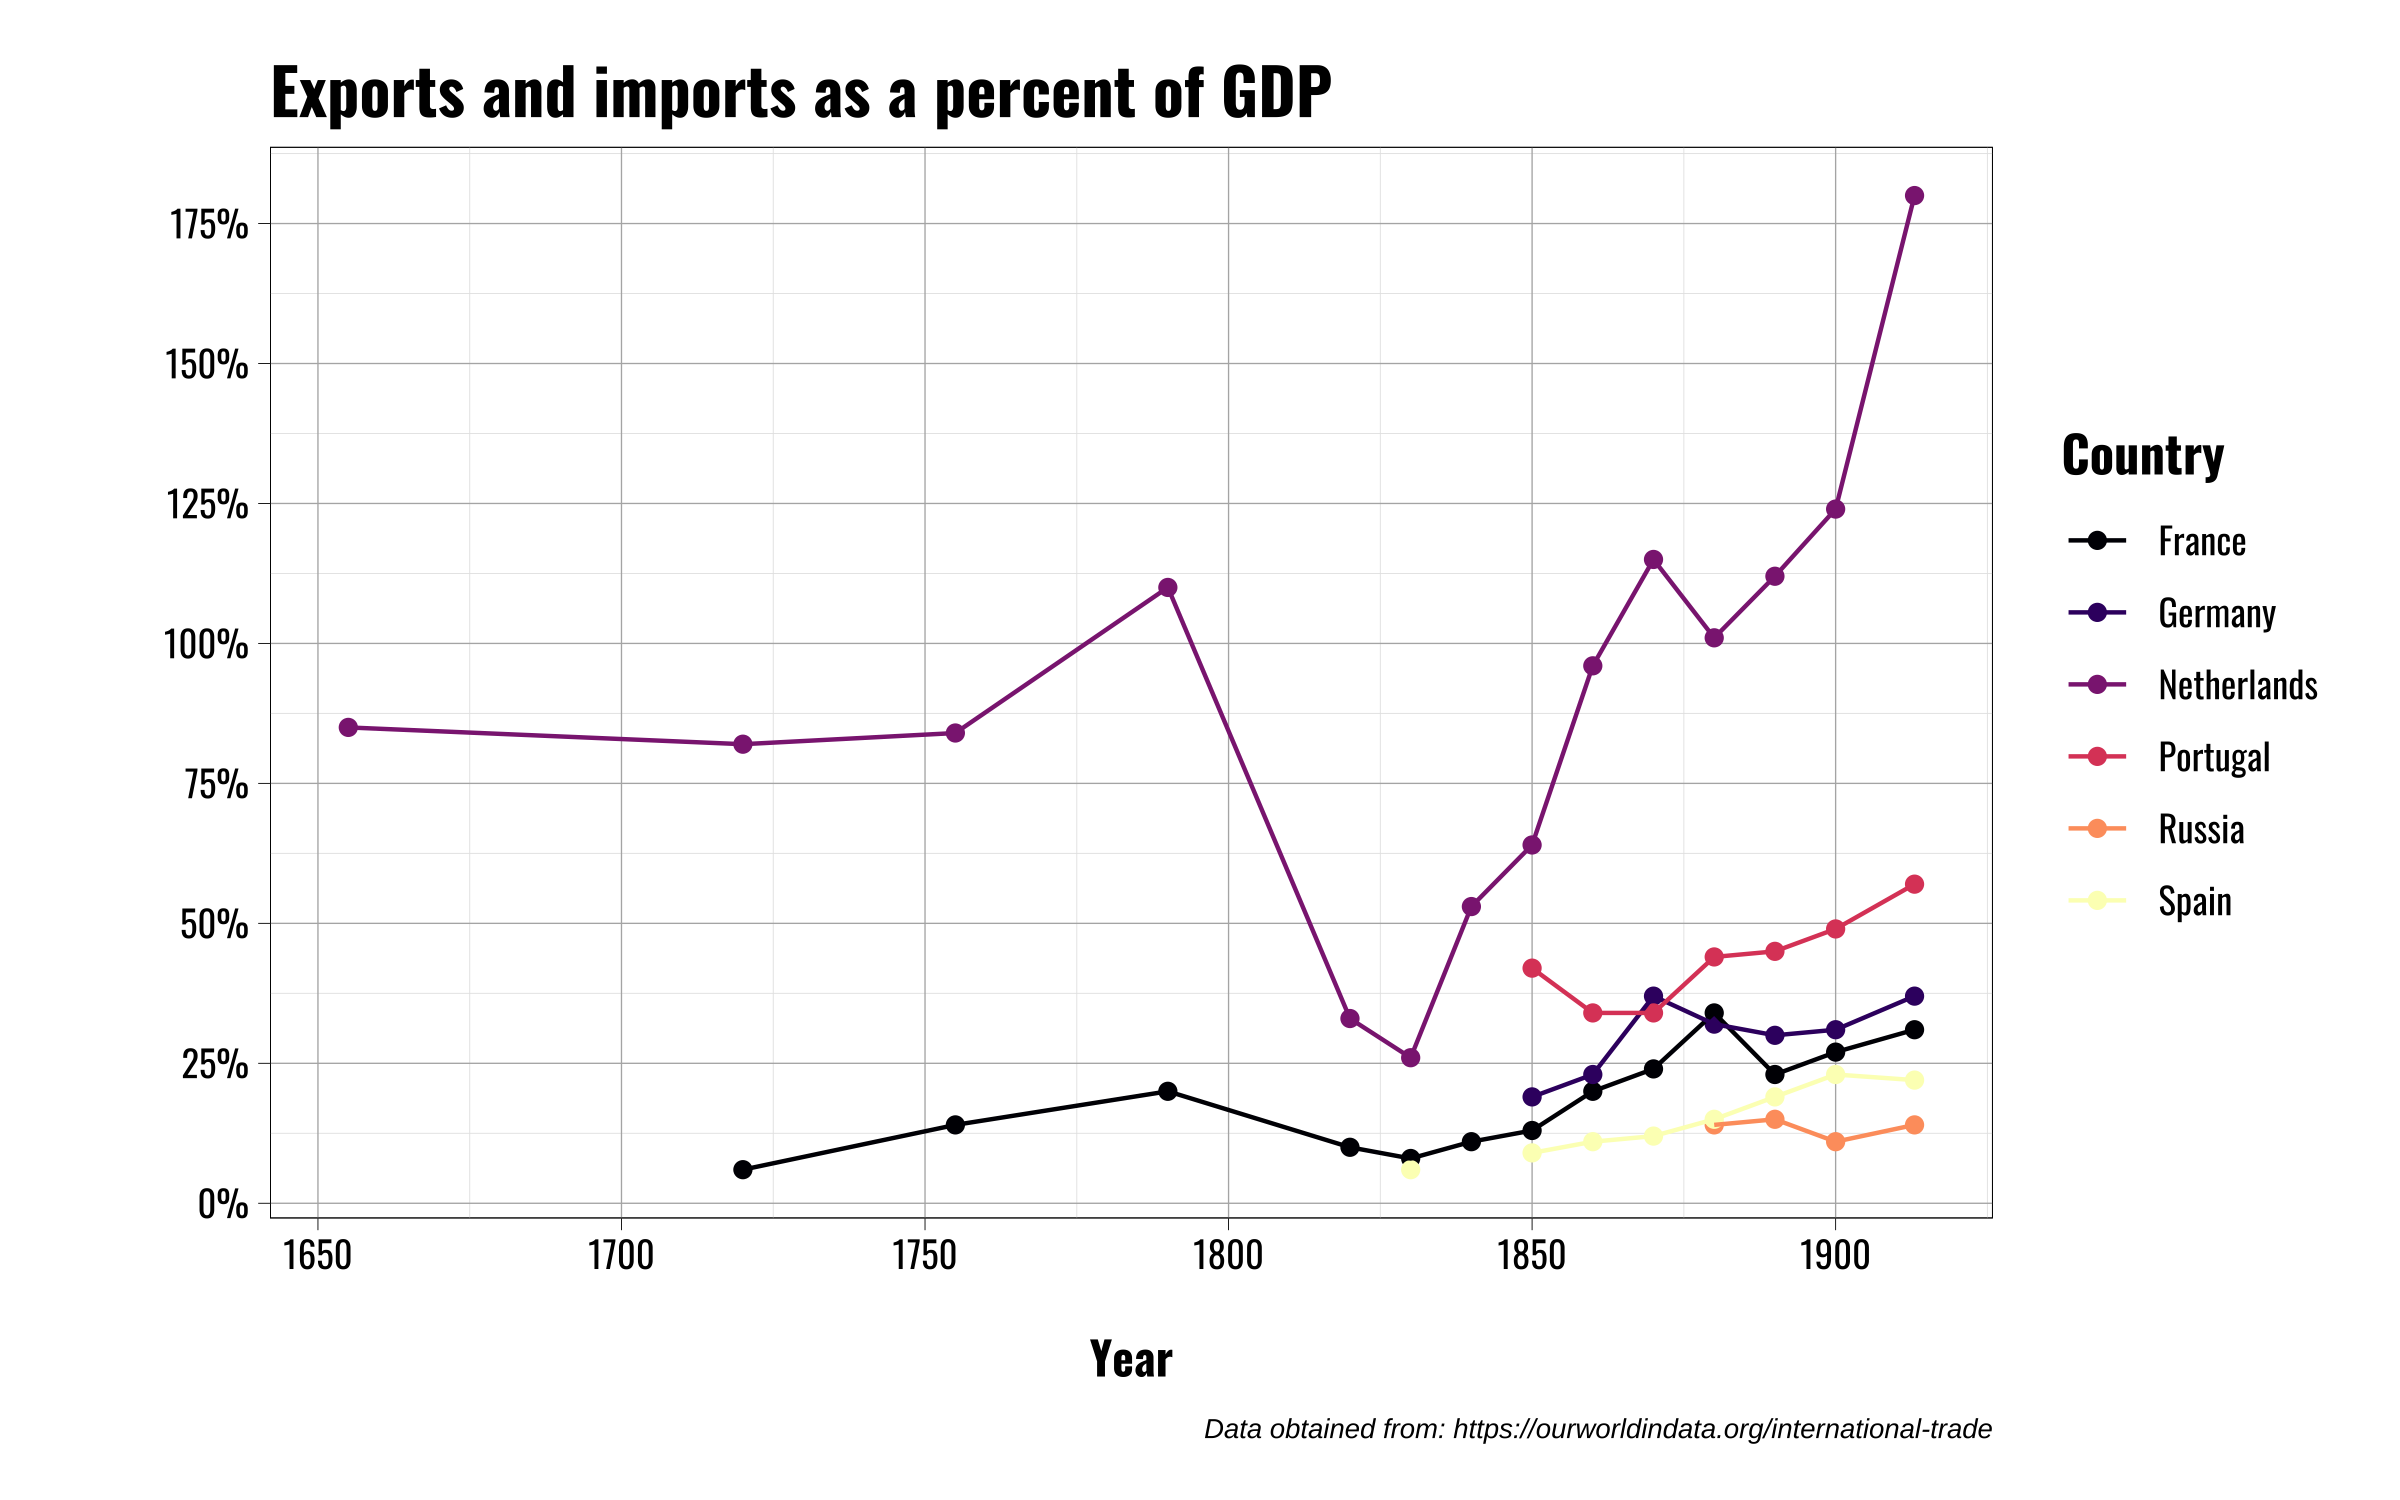 Exports and imports as a percent of GDP
175%
150%
125%
100%
75%
50%
25%
0%
1650 1700 1750 1800 1850 1900
Year
Country
France
Germany
Netherlands
Portugal
Russia
Spain
Data obtained from: https://ourworldindata.org/international-trade